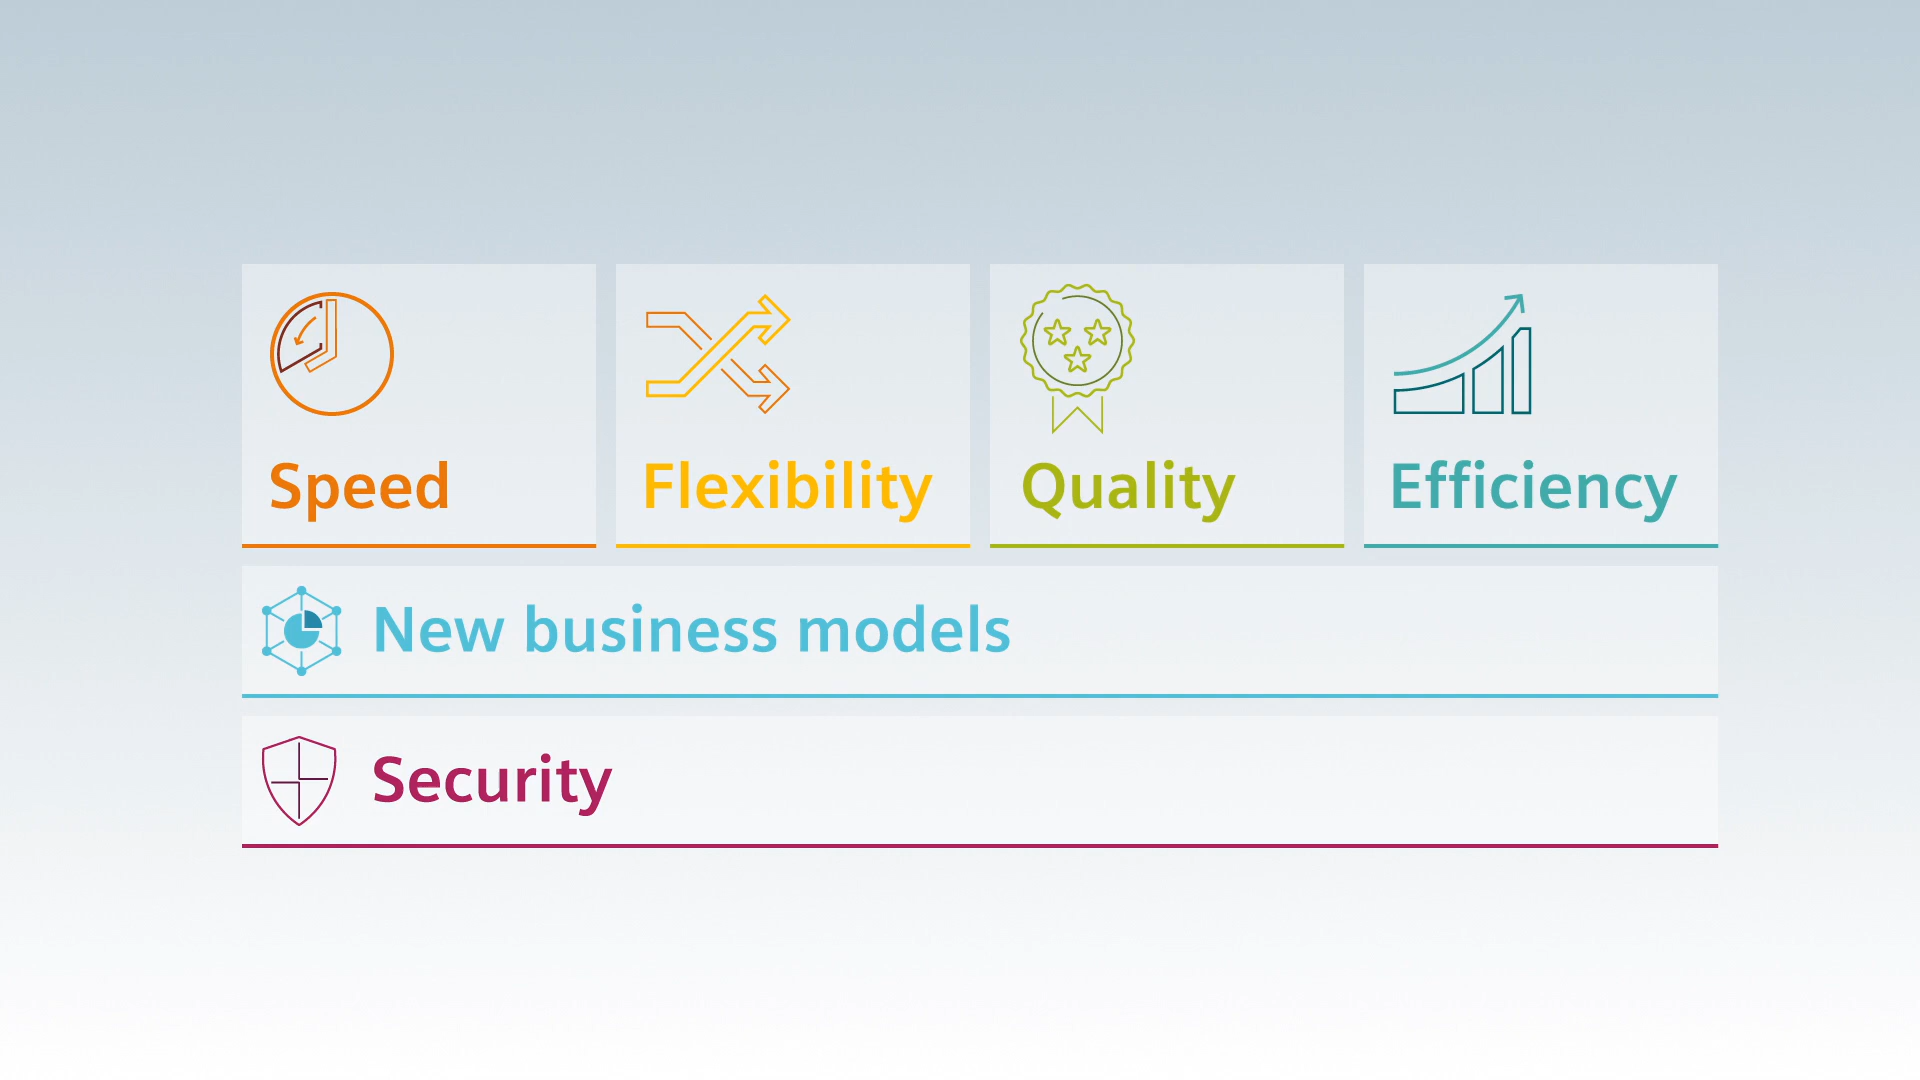 Speed
Flexibility
Quality
Efficiency
New business models
Security